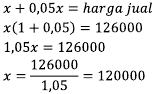 x + 0,05x = harga jual
x(1 + 0,05) = 126000
1,05x = 126000
x = 126000/1,05 = 120000